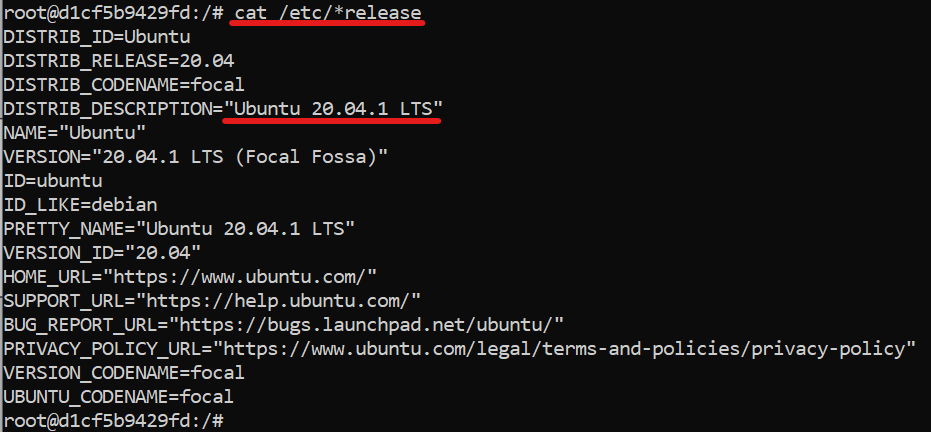 root@d1cf5b9429fd:/# cat /etc/*release
DISTRIB_ID=Ubuntu
DISTRIB_RELEASE=20.04
DISTRIB_CODENAME=focal
DISTRIB_DESCRIPTION="Ubuntu 20.04.1 LTS"
NAME="Ubuntu"
VERSION="20.04.1 LTS (Focal Fossa)"
ID=ubuntu
ID_LIKE=debian
PRETTY_NAME="Ubuntu 20.04.1 LTS"
VERSION_ID="20.04"
HOME_URL="https://www.ubuntu.com/"
SUPPORT_URL="https://help.ubuntu.com/"
BUG_REPORT_URL="https://bugs.launchpad.net/ubuntu/"
PRIVACY_POLICY_URL="https://www.ubuntu.com/legal/terms-and-policies/privacy-policy"
VERSION_CODENAME=focal
UBUNTU_CODENAME=focal
root@d1cf5b9429fd:/#